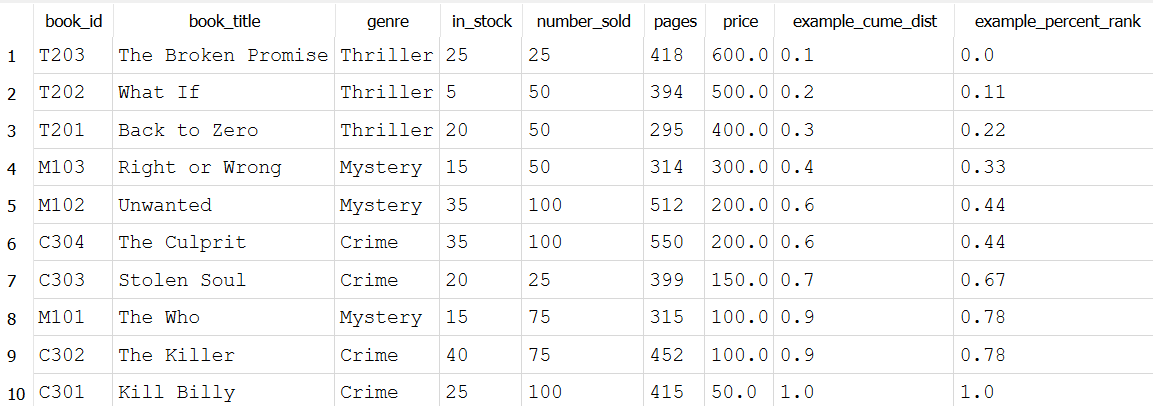 book_id book_title genre in_stock number_sold pages price example_cume_dist example_percent_rank
1 T203 The Broken Promise Thriller 25 25 418 600.0 0.1 0.0
2 T202 What If Thriller 5 50 394 500.0 0.2 0.11
3 T201 Back to Zero Thriller 20 50 295 400.0 0.3 0.22
4 M103 Right or Wrong Mystery 15 50 314 300.0 0.4 0.33
5 M102 Unwanted Mystery 35 100 512 200.0 0.6 0.44
6 C304 The Culprit Crime 35 100 550 200.0 0.6 0.44
7 C303 Stolen Soul Crime 20 25 399 150.0 0.7 0.67
8 M101 The Who Mystery 15 75 315 100.0 0.9 0.78
9 C302 The Killer Crime 40 75 452 100.0 0.9 0.78
10 C301 Kill Billy Crime 25 100 415 50.0 1.0 1.0